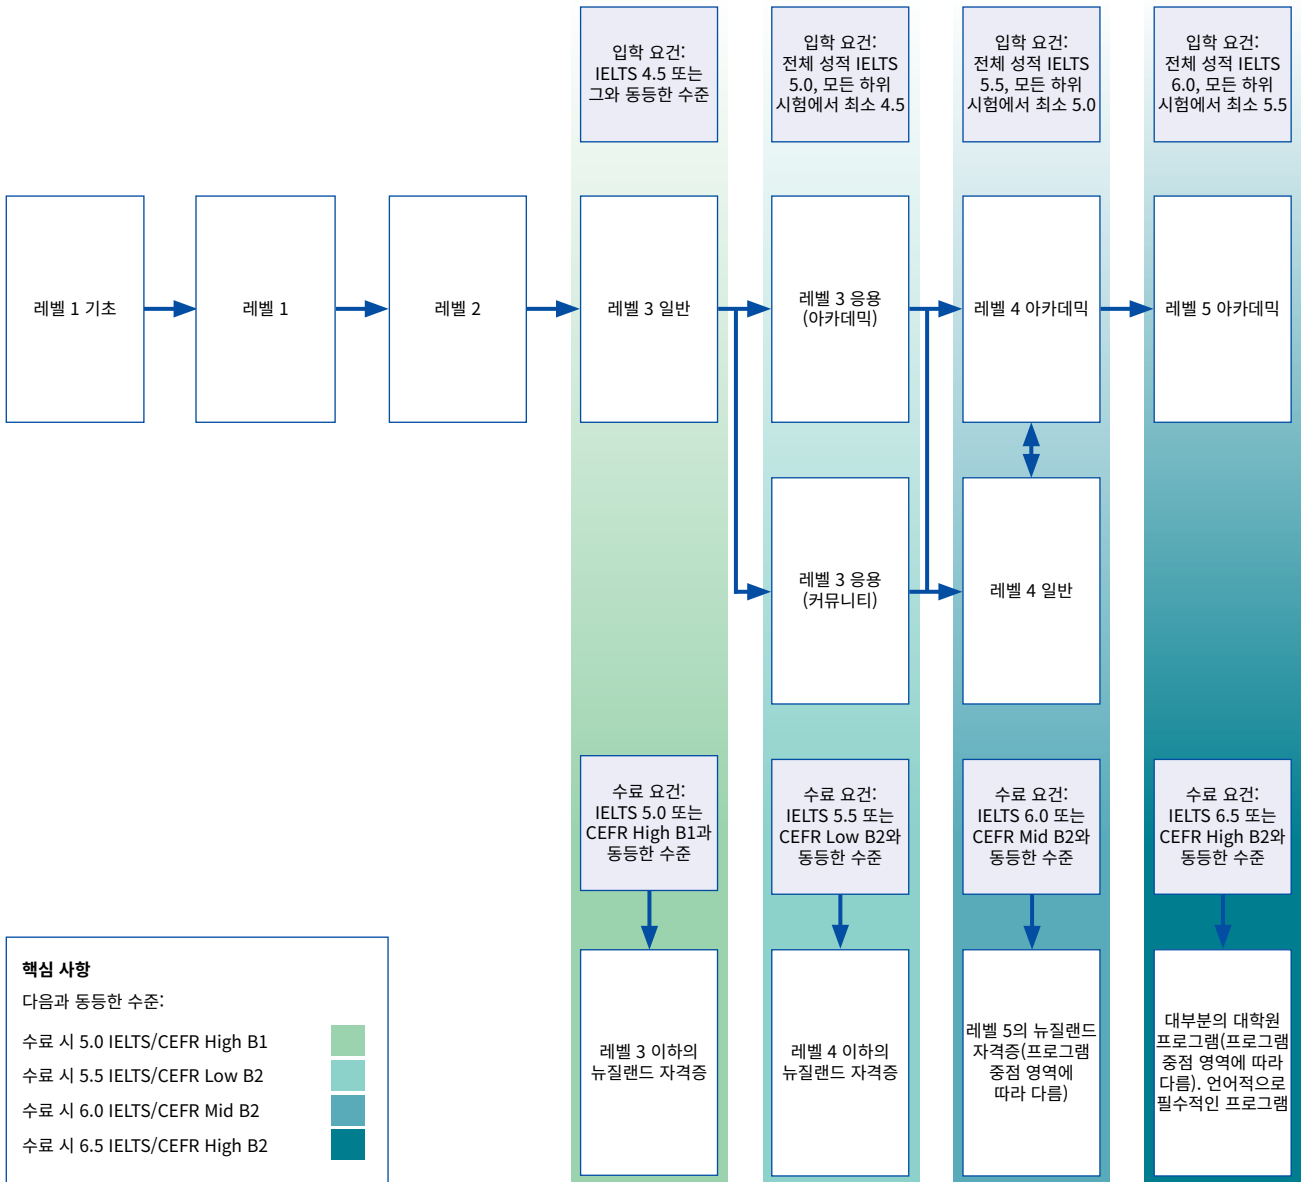 입학 요건:
IELTS 4.5 또는
그와 동등한 수준
입학 요건:
전체 성적 IELTS
5.0, 모든 하위
시험에서 최소 4.5
입학 요건:
전체 성적 IELTS
5.5, 모든 하위
시험에서 최소 5.0
입학 요건:
전체 성적 IELTS
6.0, 모든 하위
시험에서 최소 5.5
레벨 1 기초
레벨 1
레벨 2
레벨 3 일반
레벨 3 응용
(아카데믹)
레벨 4 아카데믹
레벨 5 아카데믹
레벨 3 응용
(커뮤니티)
레벨 4 일반
수료 요건:
IELTS 5.0 또는
CEFR High B1과
동등한 수준
수료 요건:
IELTS 5.5 또는
CEFR Low B2와
동등한 수준
수료 요건:
IELTS 6.0 또는
CEFR Mid B2와
동등한 수준
수료 요건:
IELTS 6.5 또는
CEFR High B2와
동등한 수준
레벨 3 이하의
뉴질랜드 자격증
레벨 4 이하의
뉴질랜드 자격증
레벨 5의 뉴질랜드
자격증(프로그램
중점 영역에
따라 다름)
대부분의 대학원
프로그램(프로그램
중점 영역에 따라
다름). 언어적으로
필수적인 프로그램
핵심 사항
다음과 동등한 수준:
수료 시 5.0 IELTS/CEFR High B1
수료 시 5.5 IELTS/CEFR Low B2
수료 시 6.0 IELTS/CEFR Mid B2
수료 시 6.5 IELTS/CEFR High B2